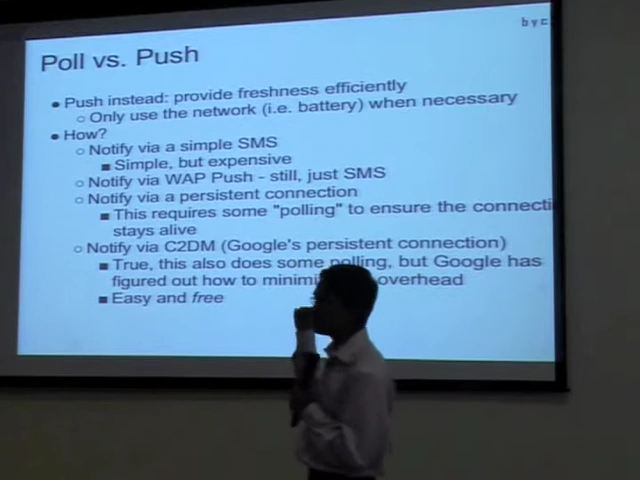 byc
Poll vs. Push
● Push instead: provide freshness efficiently
○ Only use the network (i.e. battery) when necessary
● How?
○ Notify via a simple SMS
■ Simple, but expensive
○ Notify via WAP Push - still, just SMS
○ Notify via a persistent connection
■ This requires some "polling" to ensure the connecti
stays alive
○ Notify via C2DM (Google's persistent connection)
■ True, this also does some polling, but Google has
figured out how to minimi overhead
■ Easy and free